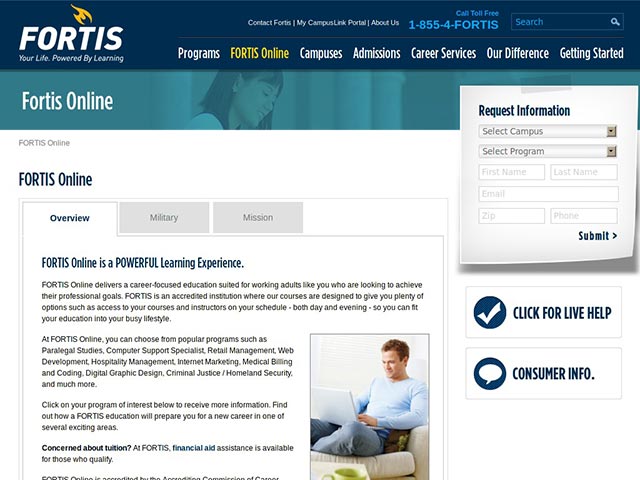 FORTIS
Your Life. Powered By Learning
Contact Fortis | My CampusLink Portal | About Us
Call Toll Free
1-855-4-FORTIS
Search
Programs FORTIS Online Campuses Admissions Career Services Our Difference Getting Started
Fortis Online
FORTIS Online
FORTIS Online
Overview Military Mission
FORTIS Online is a POWERFUL Learning Experience.
FORTIS Online delivers a career-focused education suited for working adults like you who are looking to achieve
their professional goals. FORTIS is an accredited institution where our courses are designed to give you plenty of
options such as access to your courses and instructors on your schedule - both day and evening - so you can fit
your education into your busy lifestyle.
At FORTIS Online, you can choose from popular programs such as
Paralegal Studies, Computer Support Specialist, Retail Management, Web
Development, Hospitality Management, Internet Marketing, Medical Billing
and Coding, Digital Graphic Design, Criminal Justice / Homeland Security,
and much more.
Click on your program of interest below to receive more information. Find
out how a FORTIS education will prepare you for a new career in one of
several exciting areas.
Concerned about tuition? At FORTIS, financial aid assistance is available
for those who qualify.
FORTIS Online is accredited by the Accrediting Commission of Career
Request Information
Select Campus
Select Program
First Name Last Name
Email
Zip Phone
Submit >
CLICK FOR LIVE HELP
CONSUMER INFO.